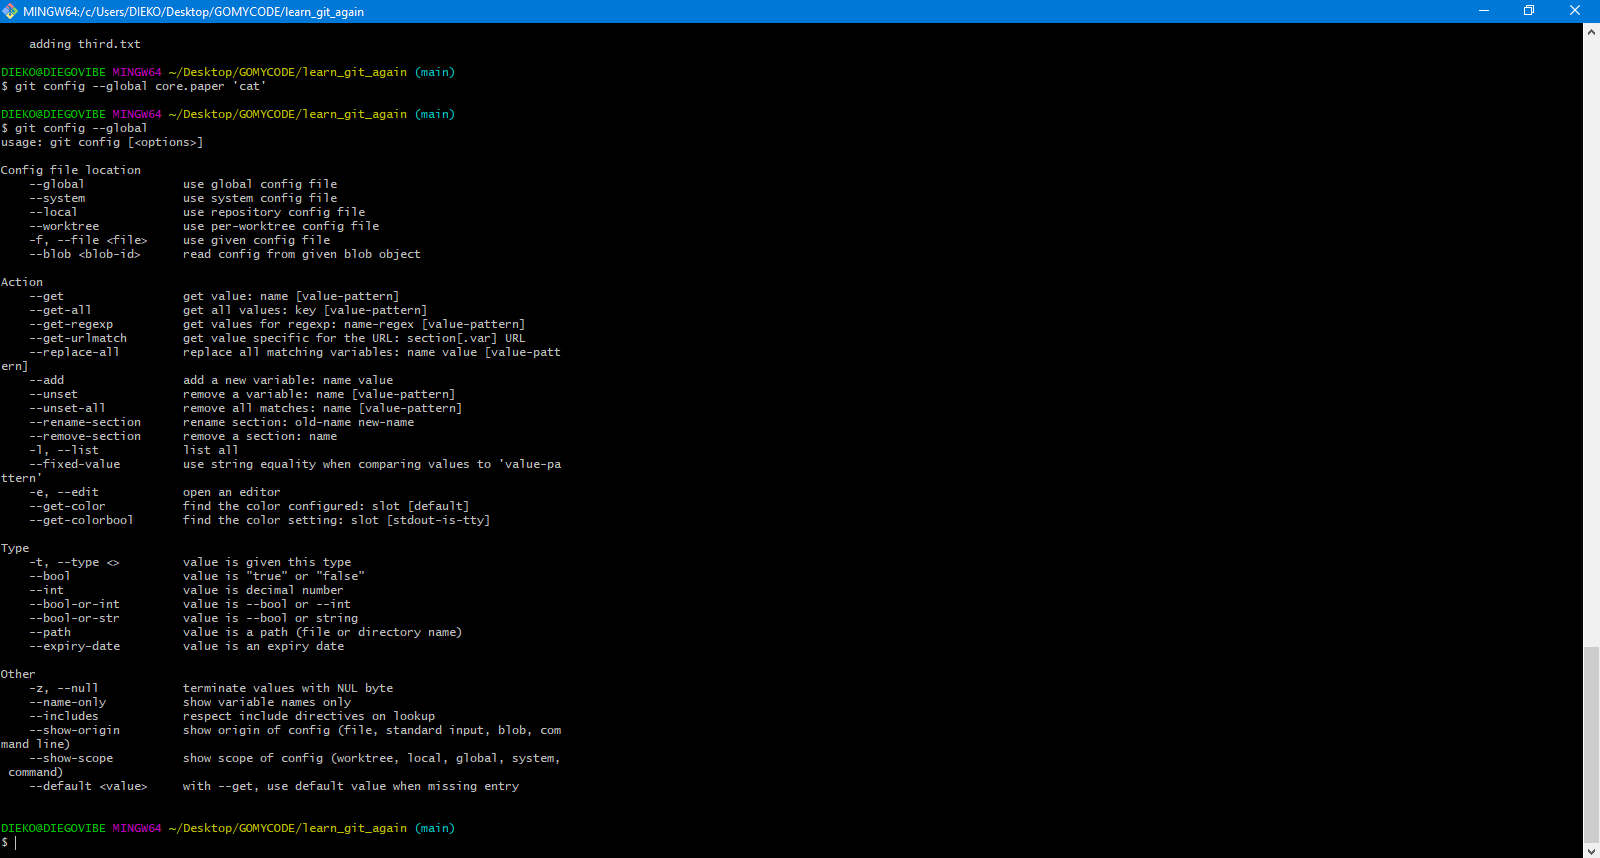 MINGW64:/c/Users/DIEKO/Desktop/GOMYCODE/learn_git_again
    adding third.txt
DIEKO@DIEGOVIBE MINGW64 ~/Desktop/GOMYCODE/learn_git_again (main)
$ git config --global core.paper 'cat'
DIEKO@DIEGOVIBE MINGW64 ~/Desktop/GOMYCODE/learn_git_again (main)
$ git config --global
usage: git config [<options>]
Config file location
    --global              use global config file
    --system              use system config file
    --local               use repository config file
    --worktree            use per-worktree config file
    -f, --file <file>     use given config file
    --blob <blob-id>      read config from given blob object
Action
    --get                 get value: name [value-pattern]
    --get-all             get all values: key [value-pattern]
    --get-regexp          get values for regexp: name-regex [value-pattern]
    --get-urlmatch        get value specific for the URL: section[.var] URL
    --replace-all         replace all matching variables: name value [value-patt
ern]
    --add                 add a new variable: name value
    --unset               remove a variable: name [value-pattern]
    --unset-all           remove all matches: name [value-pattern]
    --rename-section      rename section: old-name new-name
    --remove-section      remove a section: name
    -l, --list            list all
    --fixed-value         use string equality when comparing values to 'value-pa
ttern'
    -e, --edit            open an editor
    --get-color           find the color configured: slot [default]
    --get-colorbool       find the color setting: slot [stdout-is-tty]
Type
    -t, --type <>         value is given this type
    --bool                value is "true" or "false"
    --int                 value is decimal number
    --bool-or-int         value is --bool or --int
    --bool-or-str         value is --bool or string
    --path                value is a path (file or directory name)
    --expiry-date         value is an expiry date
Other
    -z, --null            terminate values with NUL byte
    --name-only           show variable names only
    --includes            respect include directives on lookup
    --show-origin         show origin of config (file, standard input, blob, com
mand line)
    --show-scope          show scope of config (worktree, local, global, system,
 command)
    --default <value>     with --get, use default value when missing entry
DIEKO@DIEGOVIBE MINGW64 ~/Desktop/GOMYCODE/learn_git_again (main)
$